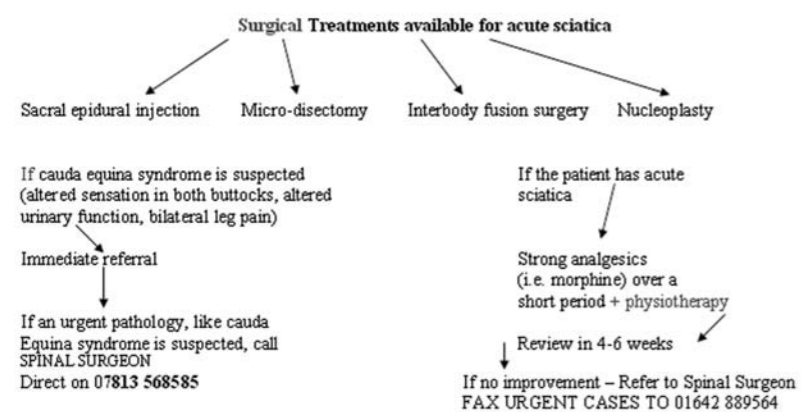 Surgical Treatments available for acute sciatica
Sacral epidural injection
Micro-disectomy
Interbody fusion surgery
Nucleoplasty
If cauda equina syndrome is suspected
(altered sensation in both buttocks, altered
urinary function, bilateral leg pain)
Immediate referral
If an urgent pathology, like cauda
Equina syndrome is suspected, call
SPINAL SURGEON
Direct on 07813 568585
If the patient has acute
sciatica
Strong analgesics
(i.e. morphine) over a
short period + physiotherapy
Review in 4-6 weeks
If no improvement – Refer to Spinal Surgeon
FAX URGENT CASES TO 01642 889564